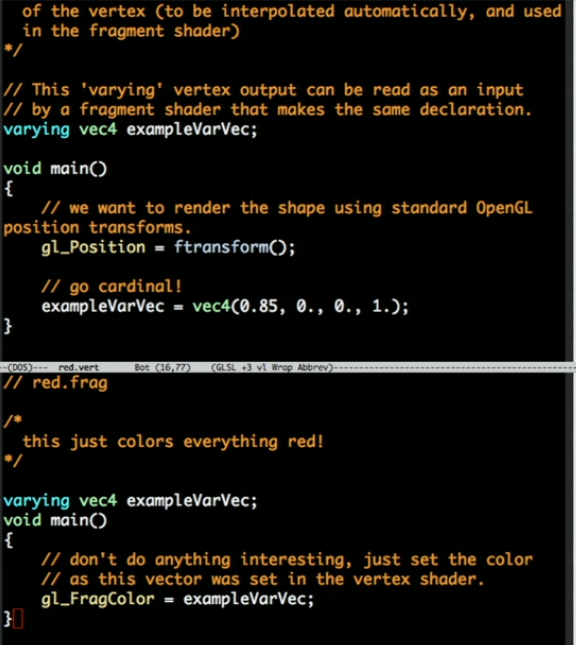 of the vertex (to be interpolated automatically, and used
in the fragment shader)
*/
// This 'varying' vertex output can be read as an input
// by a fragment shader that makes the same declaration.
varying vec4 exampleVarVec;
void main()
{
// we want to render the shape using standard OpenGL
position transforms.
gl_Position = ftransform();
// go cardinal!
exampleVarVec = vec4(0.85, 0., 0., 1.);
}
--(DOS)--- red.vert Bot (16,77) (GLSL +3 vl Wrap Abbrev)---
// red.frag
/*
this just colors everything red!
*/
varying vec4 exampleVarVec;
void main()
{
// don't do anything interesting, just set the color
// as this vector was set in the vertex shader.
gl_FragColor = exampleVarVec;
}